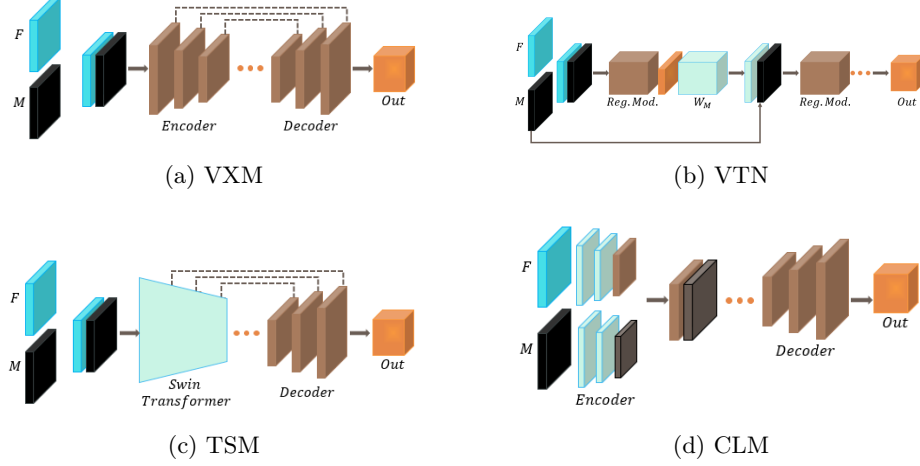 F
M
Encoder
Decoder
Out
(a) VXM
F
M
Reg. Mod.
W_M
Reg. Mod.
Out
(b) VTN
F
M
Swin
Transformer
Decoder
Out
(c) TSM
F
M
Encoder
Decoder
Out
(d) CLM